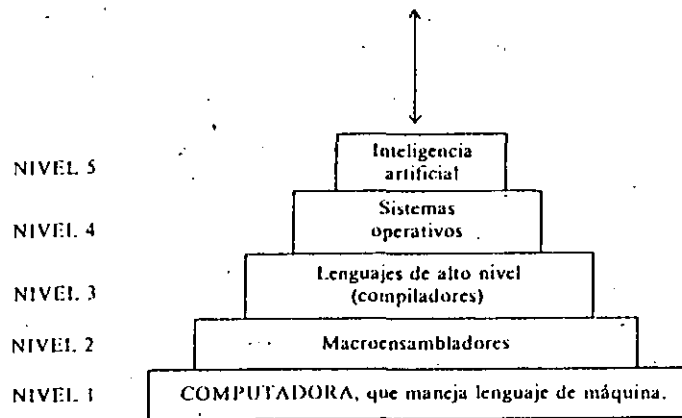 NIVEL 5
Inteligencia
artificial
NIVEL 4
Sistemas
operativos
NIVEL 3
Lenguajes de alto nivel
(compiladores)
NIVEL 2
Macroensambladores
NIVEL 1
COMPUTADORA, que maneja lenguaje de máquina.